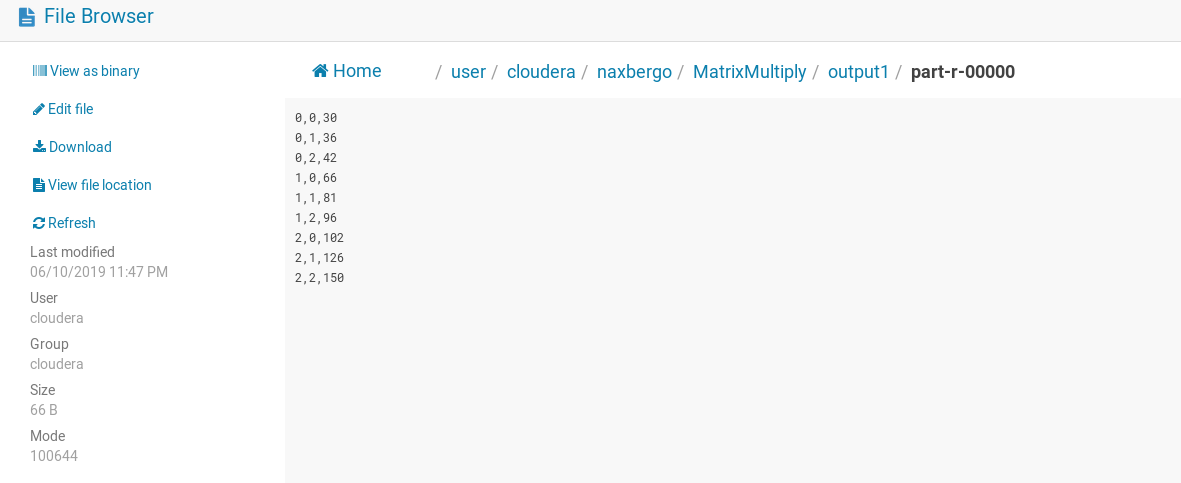 File Browser
View as binary
Edit file
Download
View file location
Refresh
Last modified
06/10/2019 11:47 PM
User
cloudera
Group
cloudera
Size
66 B
Mode
100644
Home / user / cloudera / naxbergo / MatrixMultiply / output1 / part-r-00000
0,0,30
0,1,36
0,2,42
1,0,66
1,1,81
1,2,96
2,0,102
2,1,126
2,2,150